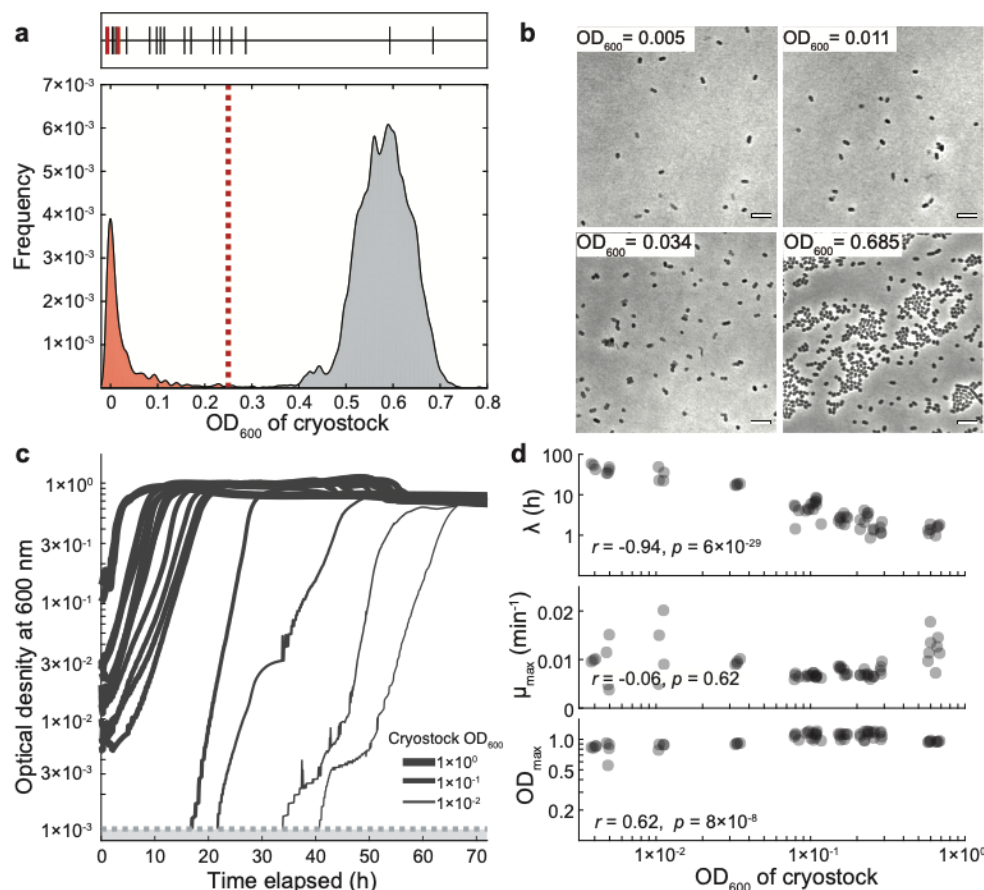 a
7×10⁻³
6×10⁻³
5×10⁻³
4×10⁻³
3×10⁻³
2×10⁻³
1×10⁻³
Frequency
0 0.1 0.2 0.3 0.4 0.5 0.6 0.7 0.8
OD₆₀₀ of cryostock
b
OD₆₀₀= 0.005
OD₆₀₀= 0.011
OD₆₀₀= 0.034
OD₆₀₀= 0.685
c
1×10⁰
3×10⁻¹
1×10⁻¹
3×10⁻²
1×10⁻²
3×10⁻³
1×10⁻³
Optical desnity at 600 nm
Cryostock OD₆₀₀
1×10⁰
1×10⁻¹
1×10⁻²
0 10 20 30 40 50 60 70
Time elapsed (h)
d
100
10
1
λ (h)
r = -0.94, p = 6×10⁻²⁹
0.02
0.01
0
μmax (min⁻¹)
r = -0.06, p = 0.62
1.0
0.5
0.2
ODmax
r = 0.62, p = 8×10⁻⁸
1×10⁻² 1×10⁻¹ 1×10⁰
OD₆₀₀ of cryostock